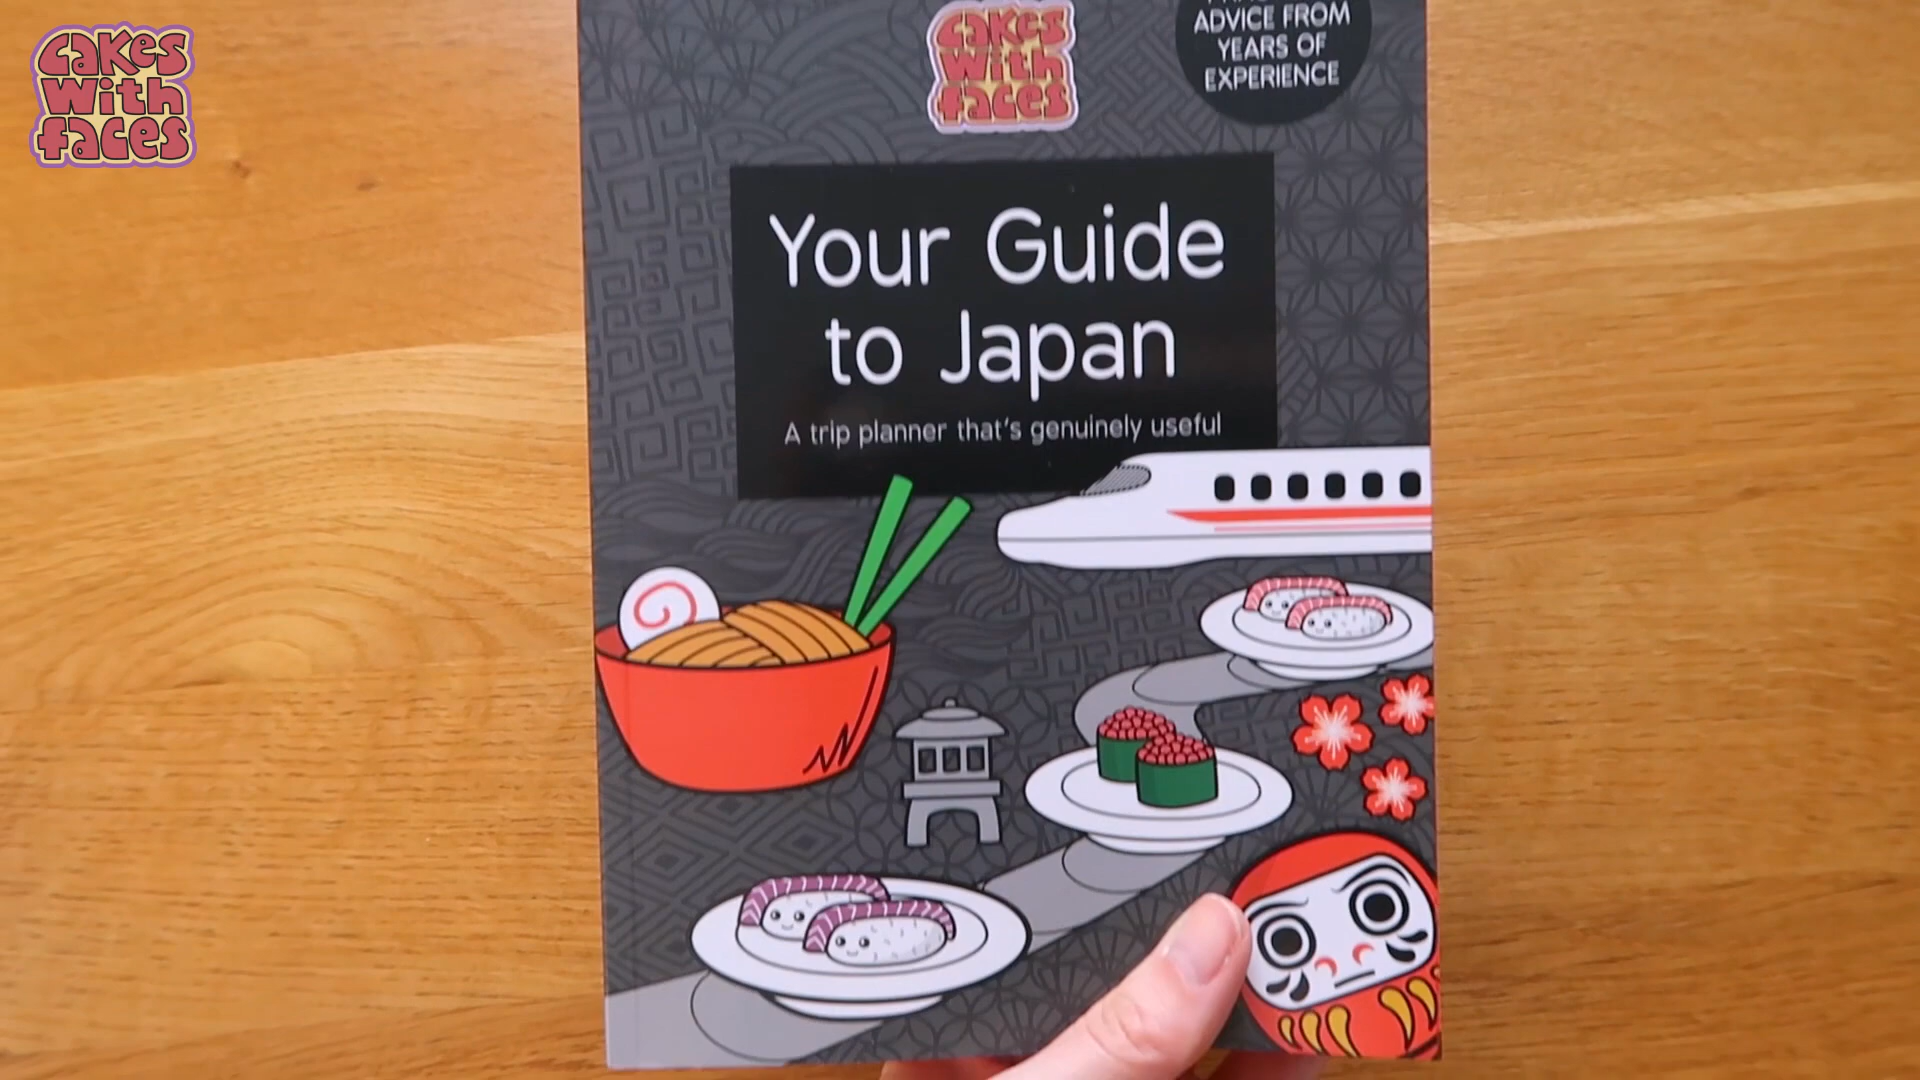 Cakes
With
faces
Cakes
With
faces
ADVICE FROM
YEARS OF
EXPERIENCE
Your Guide
to Japan
A trip planner that's genuinely useful